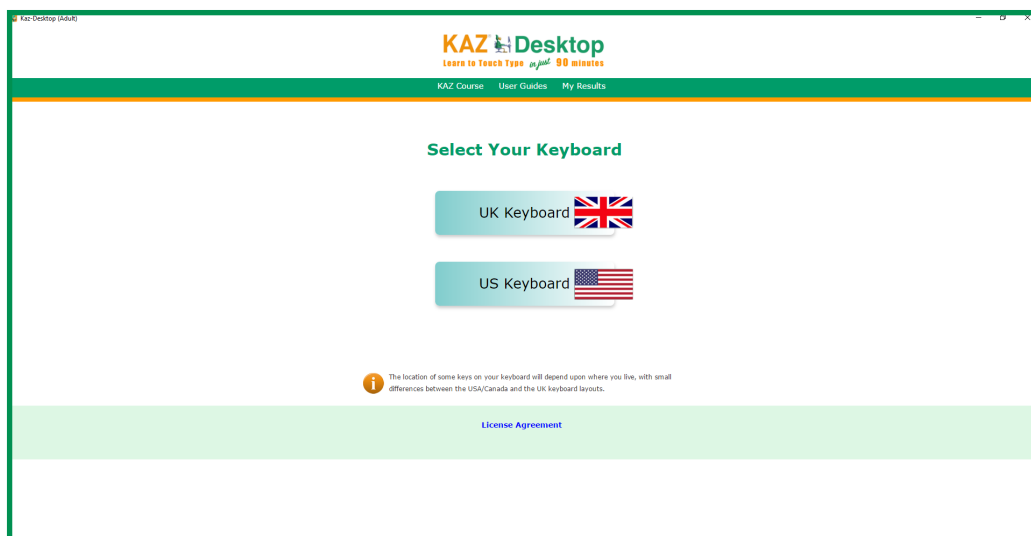 Kaz-Desktop (Adult)
KAZ Desktop
Learn to Touch Type in just 90 minutes
KAZ Course User Guides My Results
Select Your Keyboard
UK Keyboard
US Keyboard
The location of some keys on your keyboard will depend upon where you live, with small
differences between the USA/Canada and the UK keyboard layouts.
License Agreement